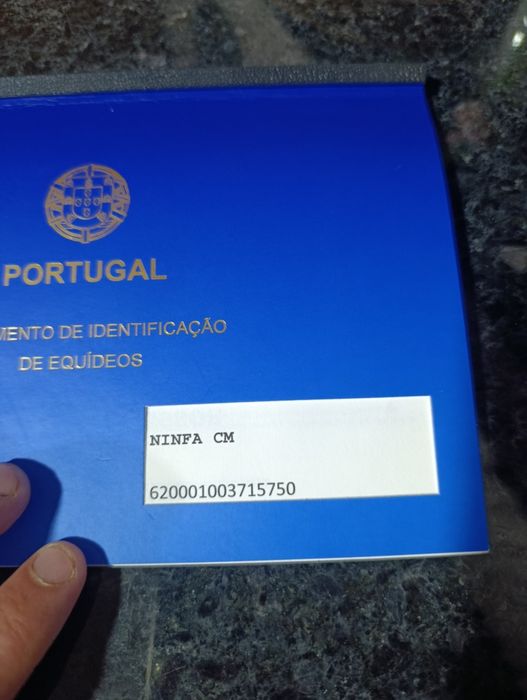 PORTUGAL
MENTO DE IDENTIFICAÇÃO
DE EQUÍDEOS
NINFA CM
620001003715750